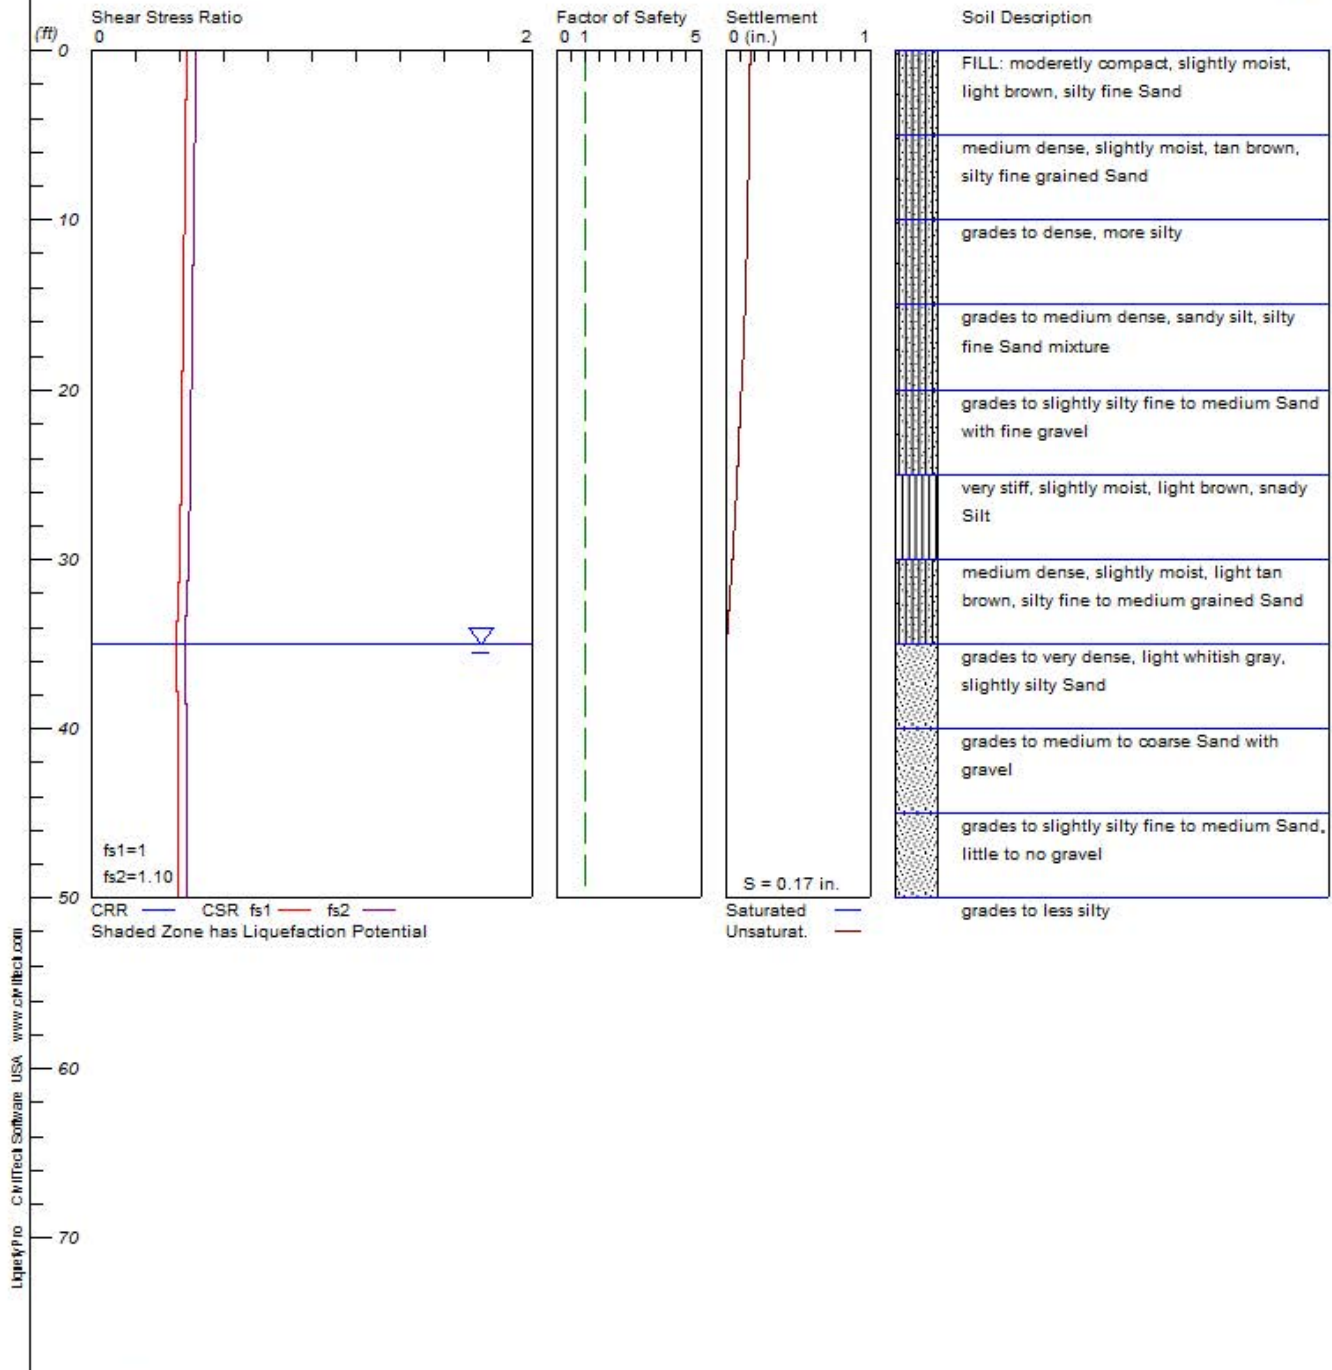 Shear Stress Ratio
Factor of Safety
Settlement
Soil Description
(ft)
0 2
0 1 5
0 (in.) 1
0
FILL: moderetly compact, slightly moist,
light brown, silty fine Sand
medium dense, slightly moist, tan brown,
silty fine grained Sand
10
grades to dense, more silty
grades to medium dense, sandy silt, silty
fine Sand mixture
20
grades to slightly silty fine to medium Sand
with fine gravel
very stiff, slightly moist, light brown, snady
Silt
30
medium dense, slightly moist, light tan
brown, silty fine to medium grained Sand
grades to very dense, light whitish gray,
slightly silty Sand
40
grades to medium to coarse Sand with
gravel
grades to slightly silty fine to medium Sand,
little to no gravel
fs1=1
fs2=1.10
S = 0.17 in.
50
grades to less silty
CRR CSR fs1 fs2
Shaded Zone has Liquefaction Potential
Saturated
Unsaturat.
60
70
LiquefyPro CivilTech Software USA www.civiltech.com